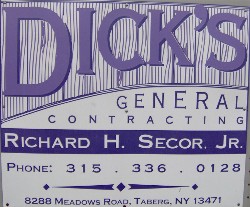 DICK'S
GENERAL
CONTRACTING
RICHARD H. SECOR, JR.
PHONE: 315 . 336 . 0128
8288 MEADOWS ROAD, TABERG, NY 13471